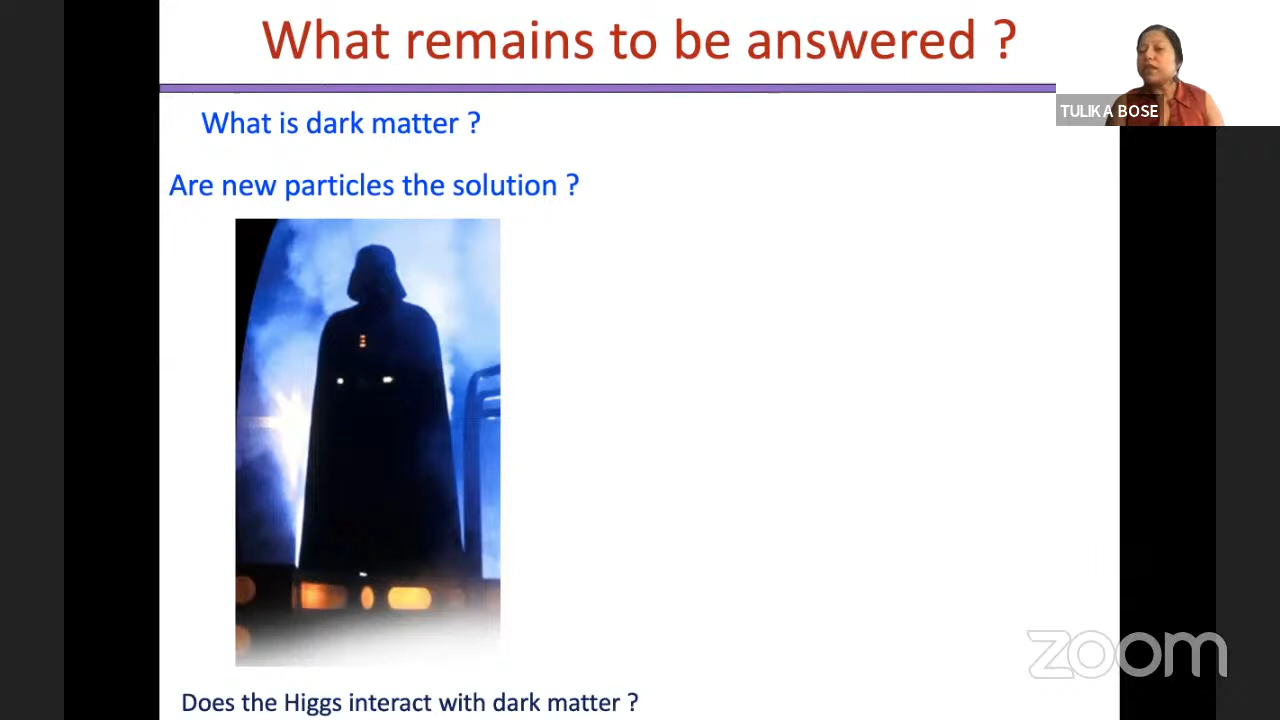 What remains to be answered ?
TULIKA BOSE
What is dark matter ?
Are new particles the solution ?
zoom
Does the Higgs interact with dark matter ?